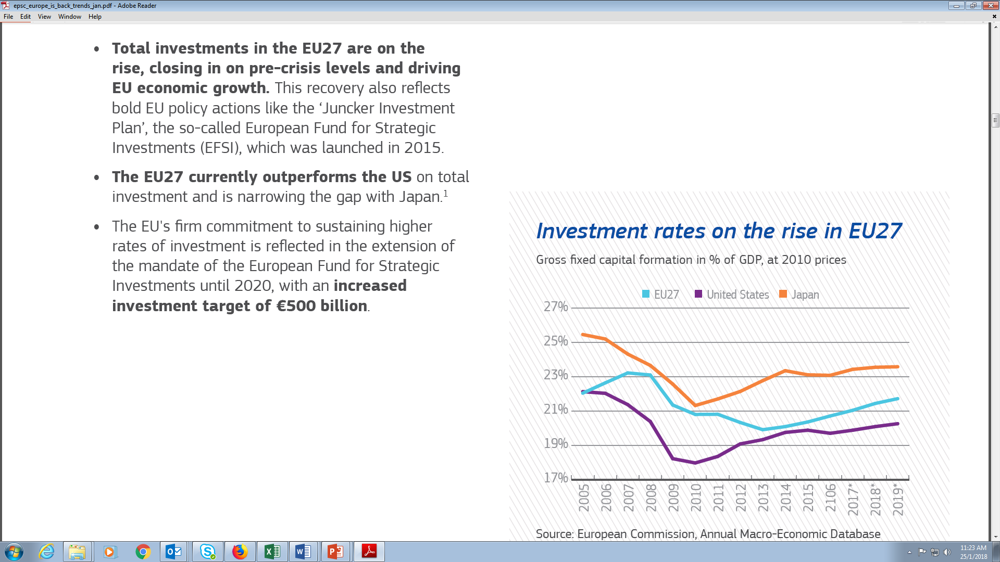 epsc_europe_is_back_trends_jan.pdf - Adobe Reader
File Edit View Window Help
• Total investments in the EU27 are on the
rise, closing in on pre-crisis levels and driving
EU economic growth. This recovery also reflects
bold EU policy actions like the ‘Juncker Investment
Plan’, the so-called European Fund for Strategic
Investments (EFSI), which was launched in 2015.
• The EU27 currently outperforms the US on total
investment and is narrowing the gap with Japan.1
• The EU's firm commitment to sustaining higher
rates of investment is reflected in the extension of
the mandate of the European Fund for Strategic
Investments until 2020, with an increased
investment target of €500 billion.
Investment rates on the rise in EU27
Gross fixed capital formation in % of GDP, at 2010 prices
EU27 United States Japan
27%
25%
23%
21%
19%
17%
2005 2006 2007 2008 2009 2010 2011 2012 2013 2014 2015 2106 2017* 2018* 2019*
Source: European Commission, Annual Macro-Economic Database
11:23 AM
25/1/2018